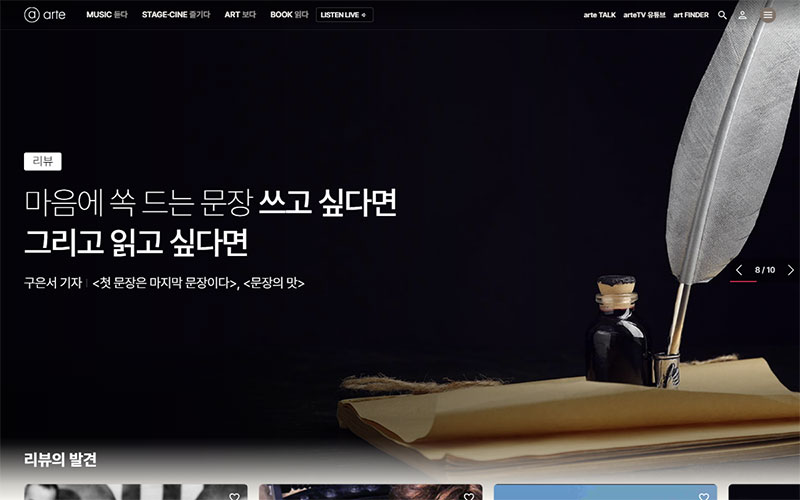 arte
MUSIC 듣다
STAGE·CINE 즐기다
ART 보다
BOOK 읽다
LISTEN LIVE
arte TALK
arteTV 유튜브
art FINDER
리뷰
마음에 쏙 드는 문장 쓰고 싶다면
그리고 읽고 싶다면
구은서 기자 | <첫 문장은 마지막 문장이다>, <문장의 맛>
8 / 10
리뷰의 발견